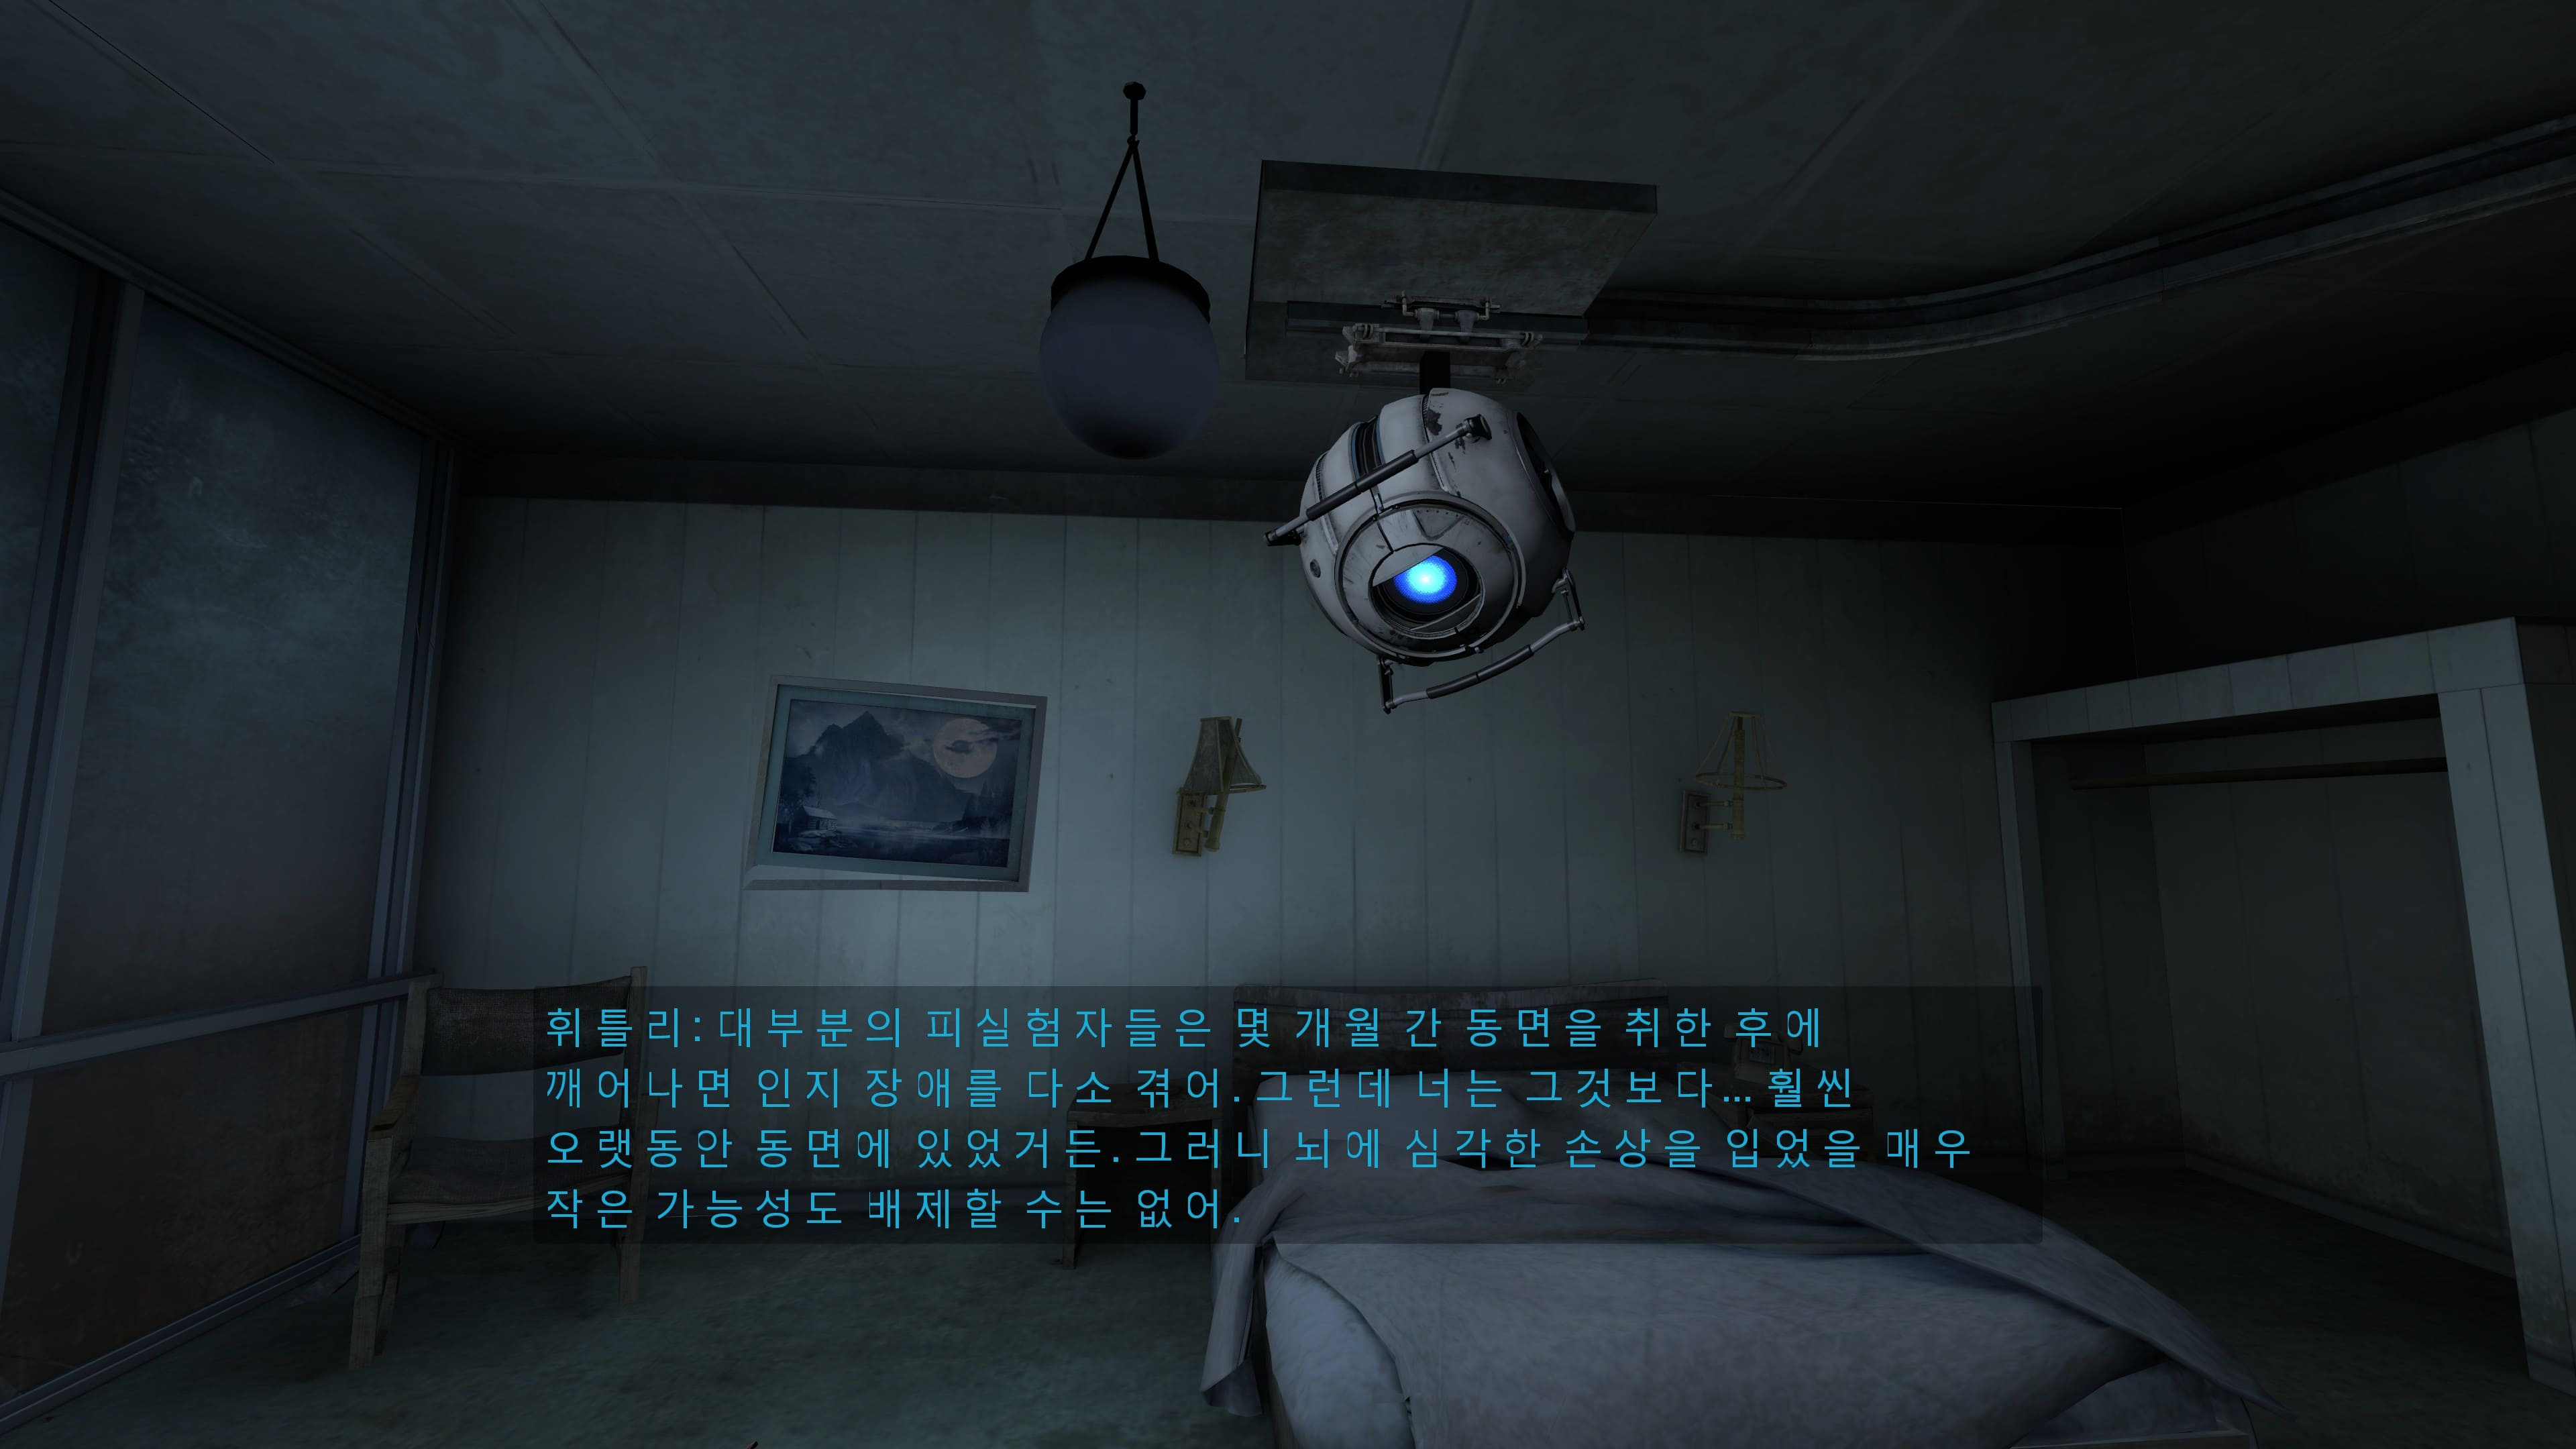 휘틀리: 대부분의 피실험자들은 몇 개월 간 동면을 취한 후에
깨어나면 인지 장애를 다소 겪어. 그런데 너는 그것보다... 훨씬
오랫동안 동면에 있었거든. 그러니 뇌에 심각한 손상을 입었을 매우
작은 가능성도 배제할 수는 없어.